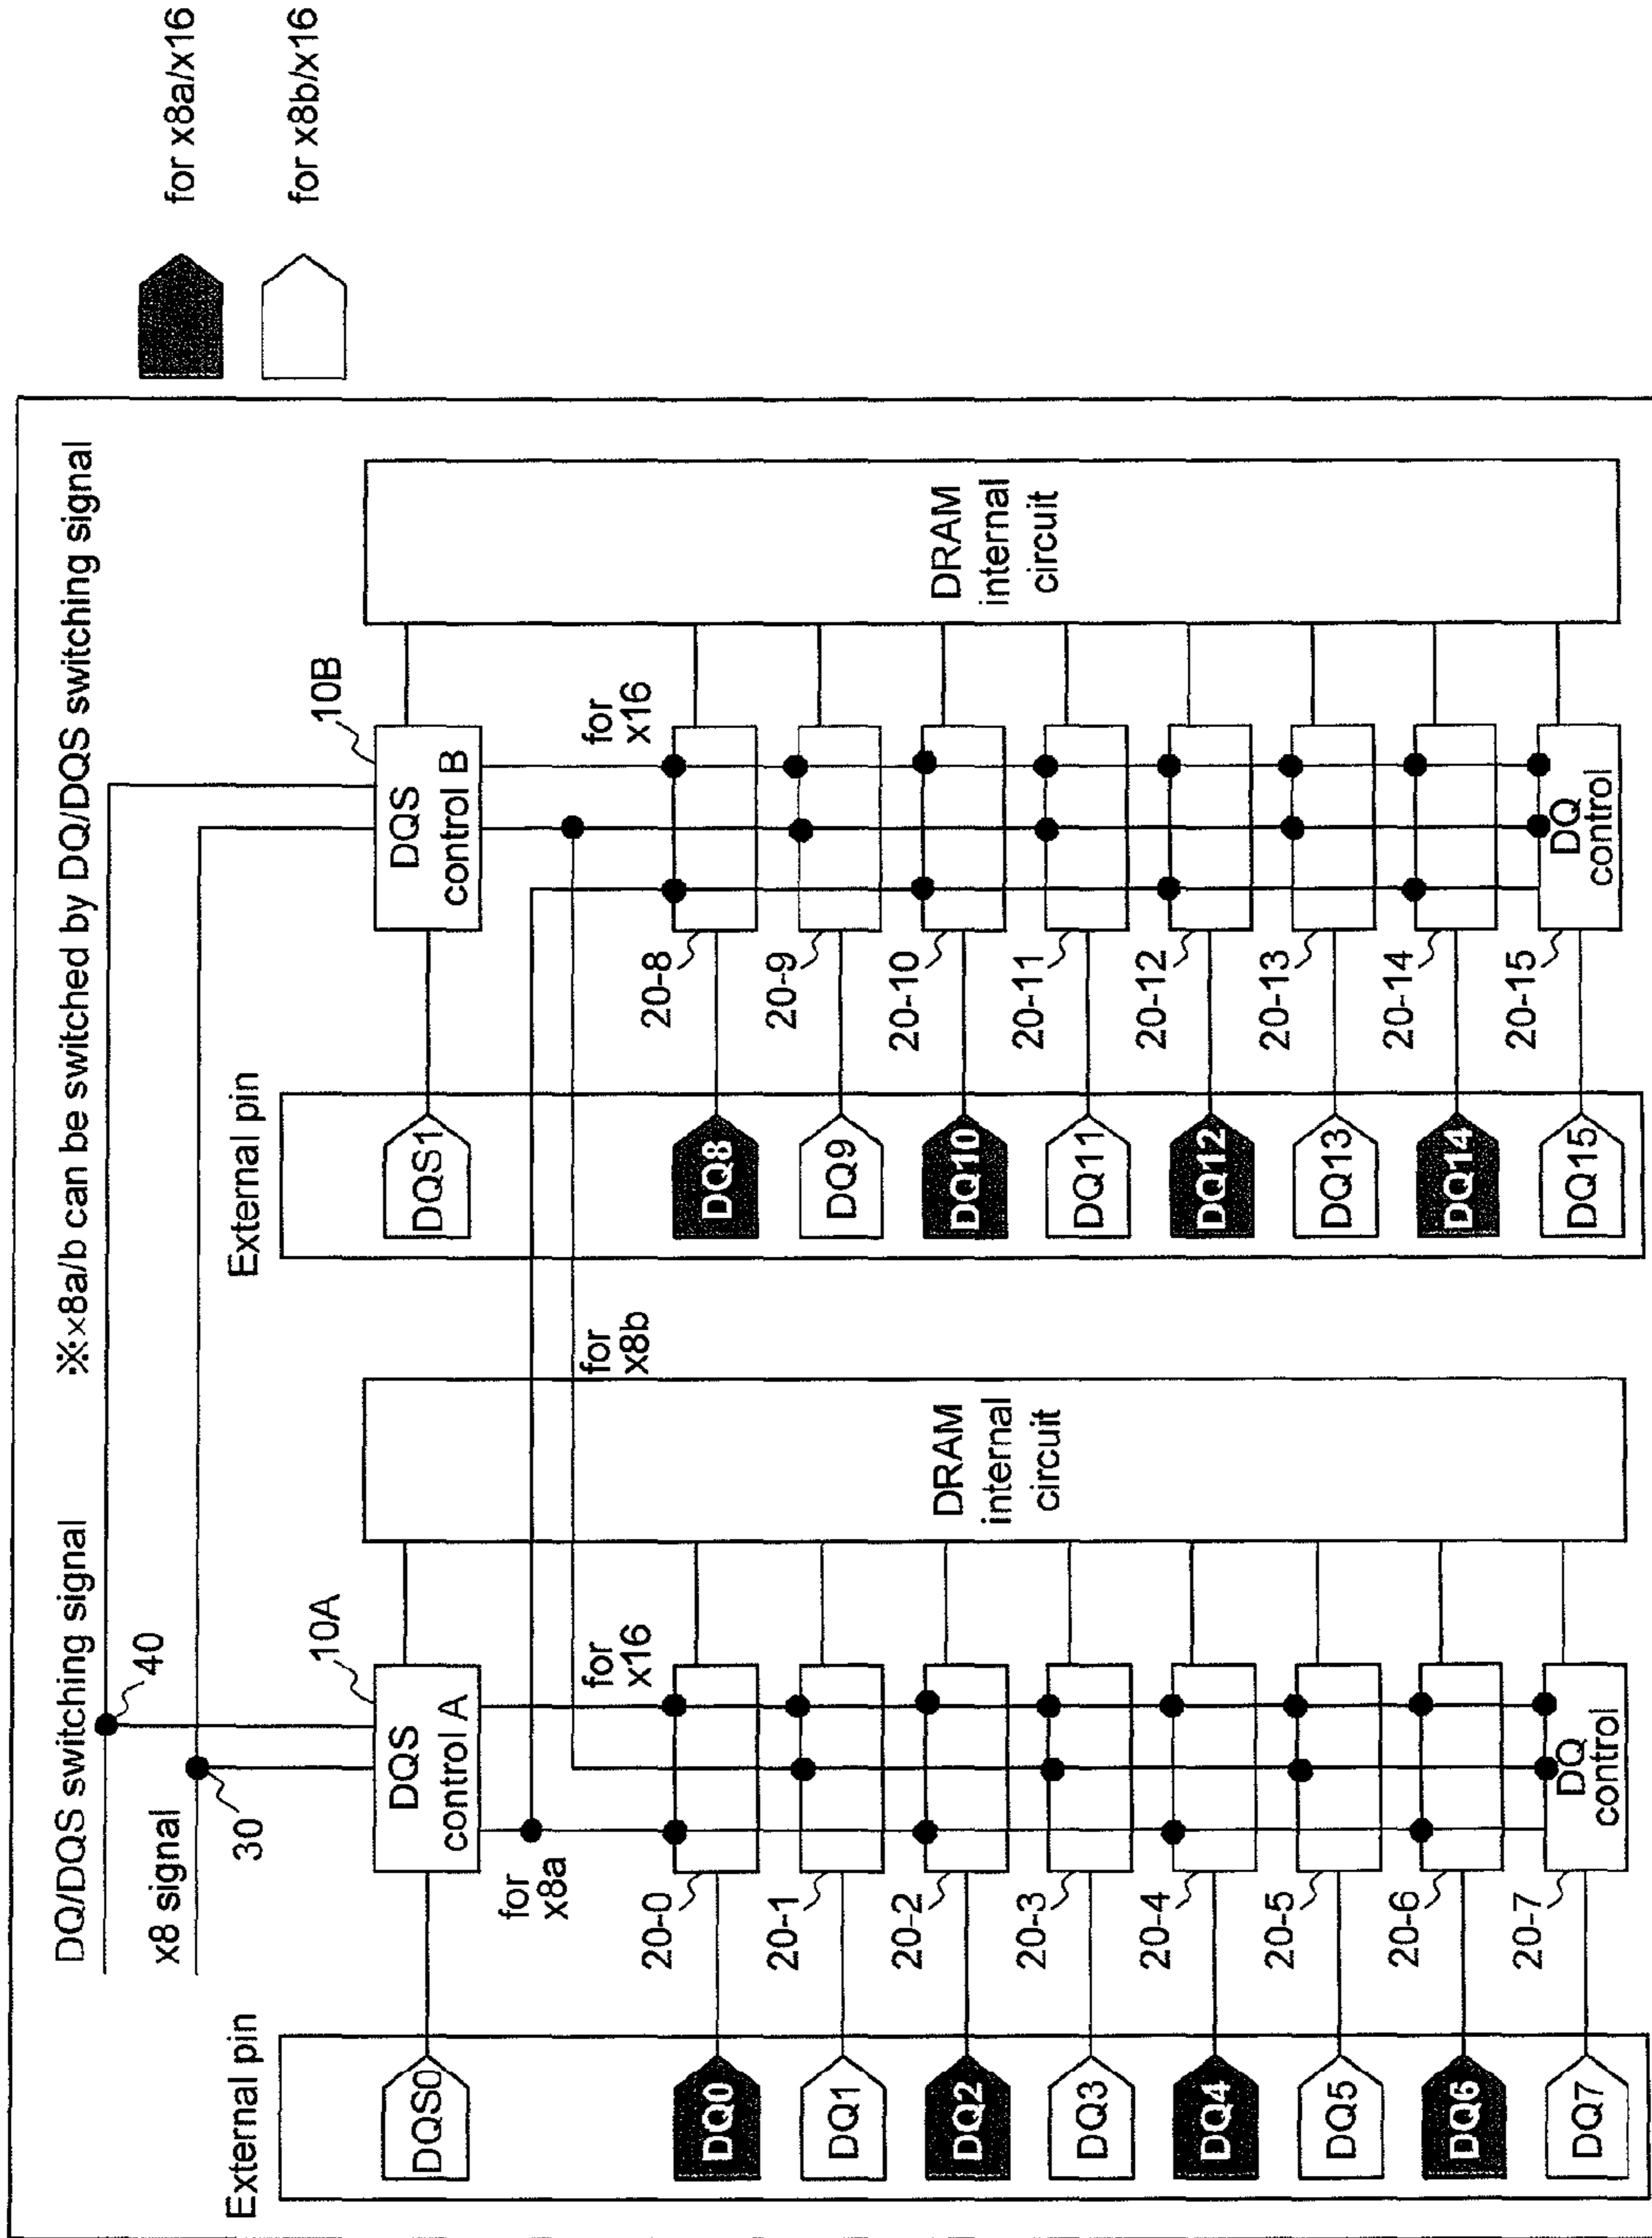 DQ/DQS switching signal
※x8a/b can be switched by DQ/DQS switching signal
x8 signal
40
30
for x8a/x16
for x8b/x16
External pin
10A
External pin
10B
DQS0
DQS
control A
DQS1
DQS
control B
for
x8a
for
x16
for
x8b
for
x16
DRAM
internal
circuit
DRAM
internal
circuit
DQ0
20-0
DQ1
20-1
DQ2
20-2
DQ3
20-3
DQ4
20-4
DQ5
20-5
DQ6
20-6
DQ7
20-7
DQ
control
DQ8
20-8
DQ9
20-9
DQ10
20-10
DQ11
20-11
DQ12
20-12
DQ13
20-13
DQ14
20-14
DQ15
20-15
DQ
control